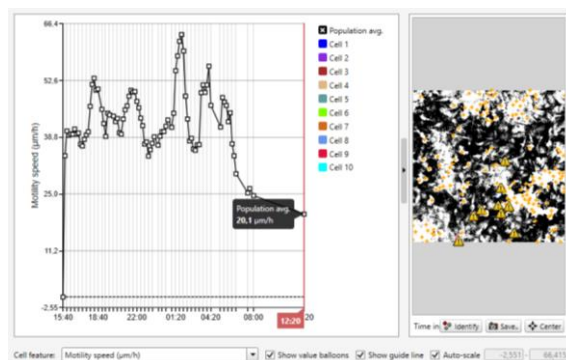 66,4
52,6
38,8
25,0
11,2
-2,55
Motility speed (µm/h)
15:40 18:40 22:00 01:20 04:40 08:00 12:20 20
Population avg.
20,1 µm/h
Population avg.
Cell 1
Cell 2
Cell 3
Cell 4
Cell 5
Cell 6
Cell 7
Cell 8
Cell 9
Cell 10
Time in Identify Save.. Center
Cell feature: Motility speed (µm/h) Show value balloons Show guide line Auto-scale -2,551 - 66,415